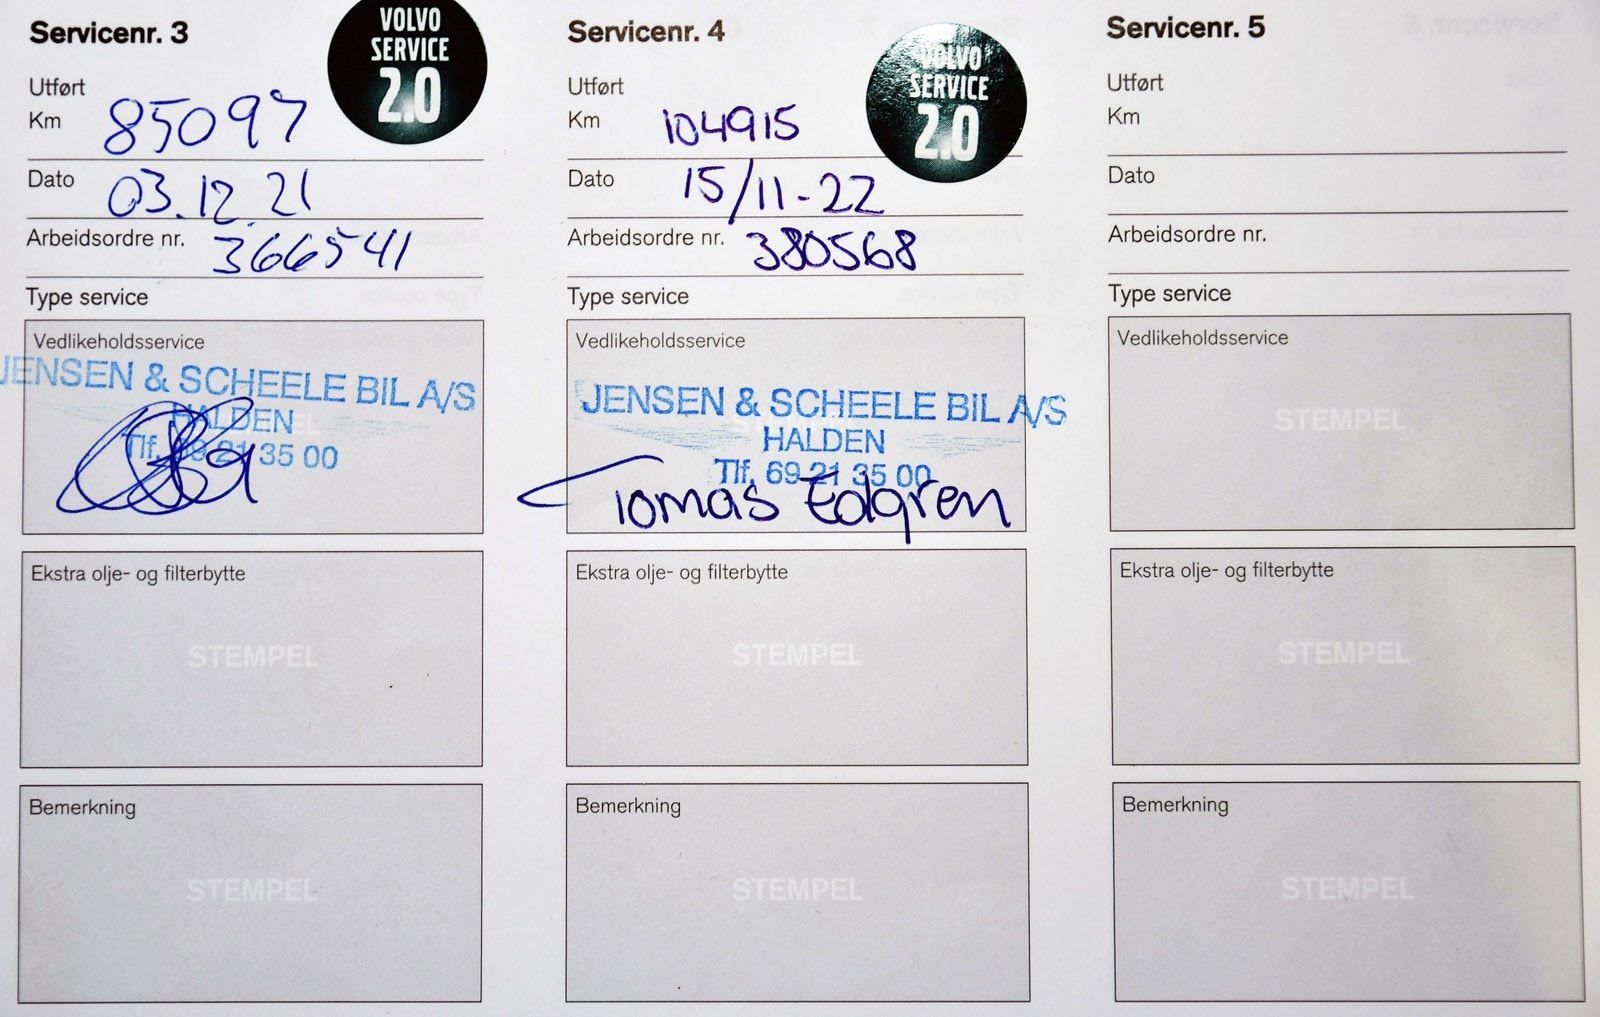 Servicenr. 3
VOLVO
SERVICE
2.0
Utført
Km 85097
Dato 03.12.21
Arbeidsordre nr. 366541
Type service
Vedlikeholdsservice
JENSEN & SCHEELE BIL A/S
HALDEN
Tlf. 69 21 35 00
Ekstra olje- og filterbytte
STEMPEL
Bemerkning
STEMPEL
Servicenr. 4
VOLVO
SERVICE
2.0
Utført
Km 104915
Dato 15/11-22
Arbeidsordre nr. 380568
Type service
Vedlikeholdsservice
JENSEN & SCHEELE BIL A/S
HALDEN
Tlf. 69 21 35 00
Tomas Edgren
Ekstra olje- og filterbytte
STEMPEL
Bemerkning
STEMPEL
Servicenr. 5
Utført
Km
Dato
Arbeidsordre nr.
Type service
Vedlikeholdsservice
STEMPEL
Ekstra olje- og filterbytte
STEMPEL
Bemerkning
STEMPEL